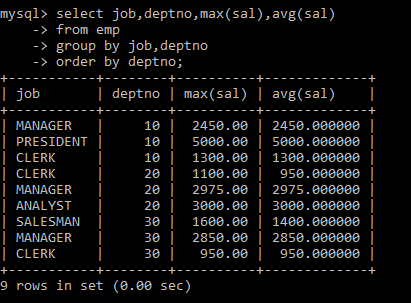 mysql> select job,deptno,max(sal),avg(sal)
    -> from emp
    -> group by job,deptno
    -> order by deptno;
+-----------+--------+----------+-------------+
| job       | deptno | max(sal) | avg(sal)    |
+-----------+--------+----------+-------------+
| MANAGER   |     10 |  2450.00 | 2450.000000 |
| PRESIDENT |     10 |  5000.00 | 5000.000000 |
| CLERK     |     10 |  1300.00 | 1300.000000 |
| CLERK     |     20 |  1100.00 |  950.000000 |
| MANAGER   |     20 |  2975.00 | 2975.000000 |
| ANALYST   |     20 |  3000.00 | 3000.000000 |
| SALESMAN  |     30 |  1600.00 | 1400.000000 |
| MANAGER   |     30 |  2850.00 | 2850.000000 |
| CLERK     |     30 |   950.00 |  950.000000 |
+-----------+--------+----------+-------------+
9 rows in set (0.00 sec)